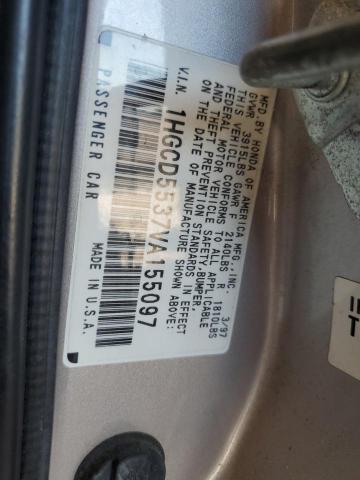 MFD. BY HONDA OF AMERICA MFG., INC. 3/97
GVWR 3915LBS GAWR F 2140LBS R 1810LBS
THIS VEHICLE CONFORMS TO ALL APPLICABLE
FEDERAL MOTOR VEHICLE SAFETY, BUMPER,
AND THEFT PREVENTION STANDARDS IN EFFECT
ON THE DATE OF MANUFACTURE SHOWN ABOVE:
V.I.N. 1HGCD5537VA155097
PASSENGER CAR MADE IN U.S.A.